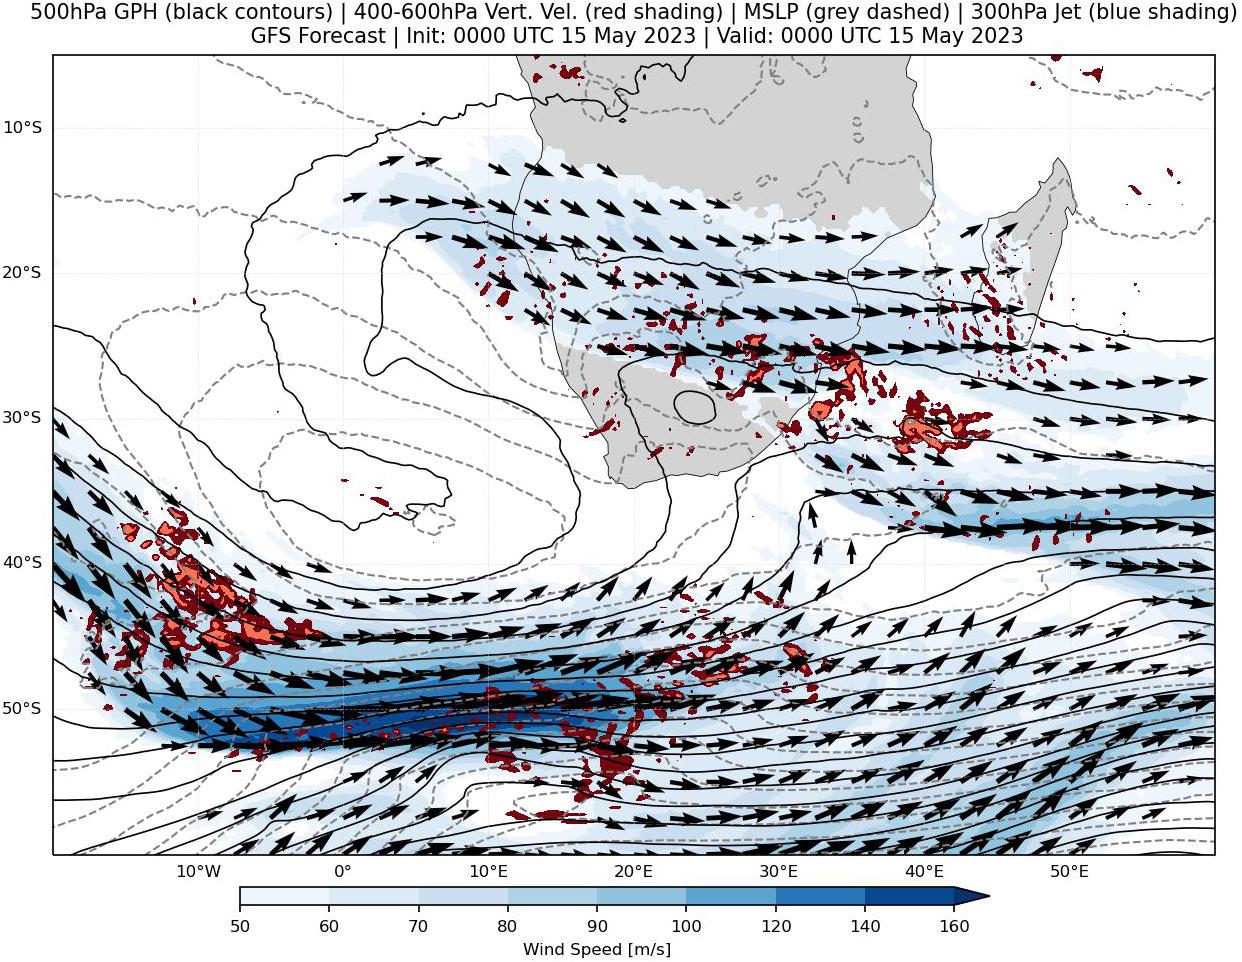 500hPa GPH (black contours) | 400-600hPa Vert. Vel. (red shading) | MSLP (grey dashed) | 300hPa Jet (blue shading)
GFS Forecast | Init: 0000 UTC 15 May 2023 | Valid: 0000 UTC 15 May 2023
10°S
20°S
30°S
40°S
50°S
10°W 0° 10°E 20°E 30°E 40°E 50°E
50 60 70 80 90 100 120 140 160
Wind Speed [m/s]